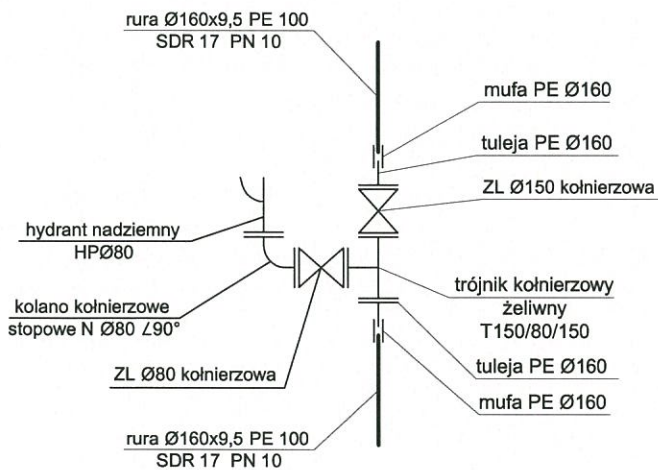 rura Ø160x9,5 PE 100
SDR 17 PN 10
mufa PE Ø160
tuleja PE Ø160
ZL Ø150 kołnierzowa
hydrant nadziemny
HPØ80
kolano kołnierzowe
stopowe N Ø80 ∠90°
trójnik kołnierzowy
żeliwny
T150/80/150
ZL Ø80 kołnierzowa
tuleja PE Ø160
mufa PE Ø160
rura Ø160x9,5 PE 100
SDR 17 PN 10